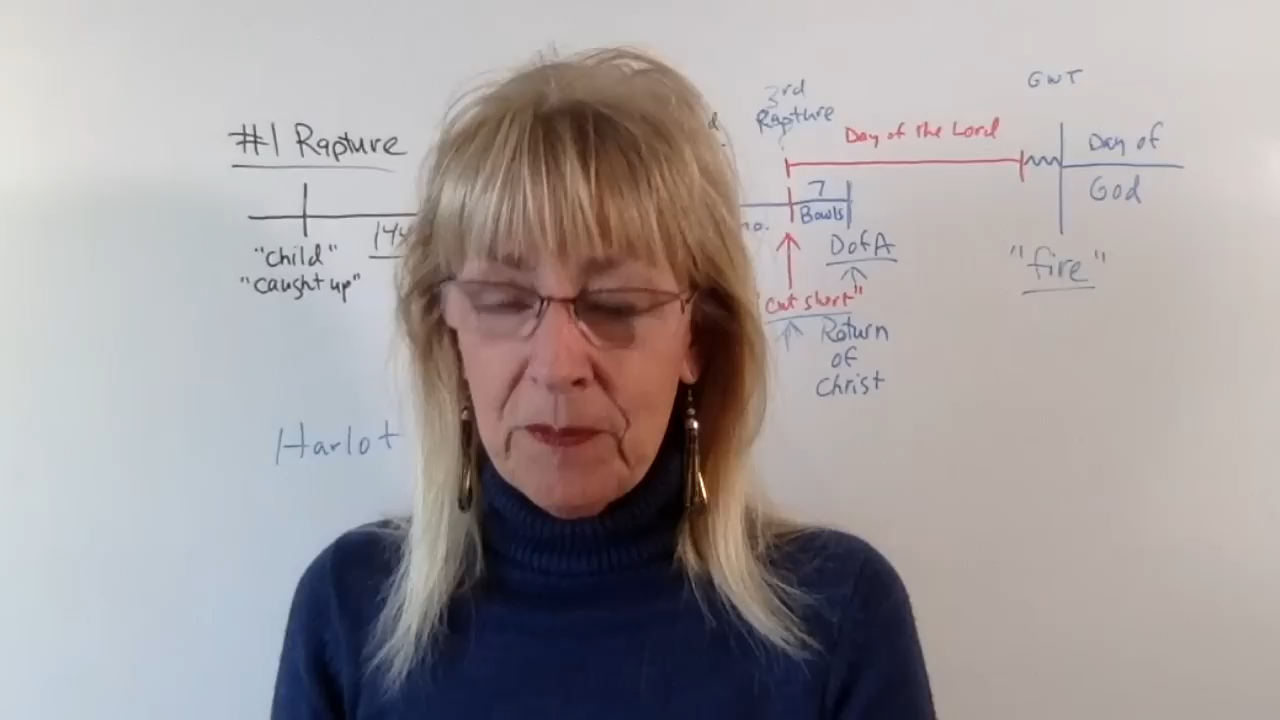 GWT
3rd
Rapture
#1 Rapture
Day of the Lord
Day of
God
7
Bowls
"child"
"caught up"
144
DofA
"fire"
"cut short"
Return
of
Christ
Harlot